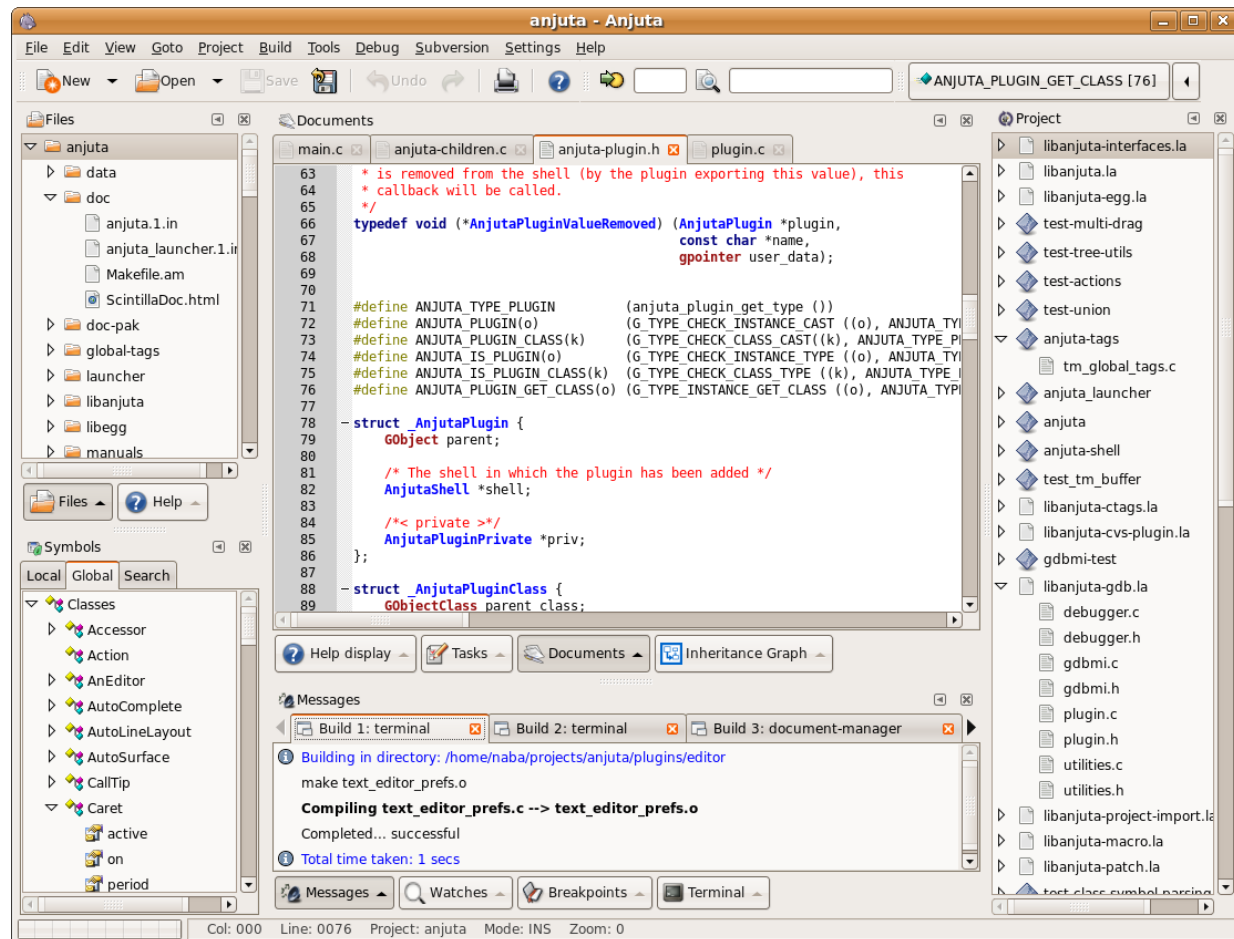 anjuta - Anjuta
File Edit View Goto Project Build Tools Debug Subversion Settings Help
New Open Save Undo ANJUTA_PLUGIN_GET_CLASS [76]
Files
anjuta
data
doc
anjuta.1.in
anjuta_launcher.1.in
Makefile.am
ScintillaDoc.html
doc-pak
global-tags
launcher
libanjuta
libegg
manuals
Files Help
Symbols
Local Global Search
Classes
Accessor
Action
AnEditor
AutoComplete
AutoLineLayout
AutoSurface
CallTip
Caret
active
on
period
Documents
main.c anjuta-children.c anjuta-plugin.h plugin.c
63 * is removed from the shell (by the plugin exporting this value), this
64 * callback will be called.
65 */
66 typedef void (*AnjutaPluginValueRemoved) (AnjutaPlugin *plugin,
67 const char *name,
68 gpointer user_data);
69
70
71 #define ANJUTA_TYPE_PLUGIN (anjuta_plugin_get_type ())
72 #define ANJUTA_PLUGIN(o) (G_TYPE_CHECK_INSTANCE_CAST ((o), ANJUTA_TY
73 #define ANJUTA_PLUGIN_CLASS(k) (G_TYPE_CHECK_CLASS_CAST((k), ANJUTA_TYPE_P
74 #define ANJUTA_IS_PLUGIN(o) (G_TYPE_CHECK_INSTANCE_TYPE ((o), ANJUTA_TY
75 #define ANJUTA_IS_PLUGIN_CLASS(k) (G_TYPE_CHECK_CLASS_TYPE ((k), ANJUTA_TYPE_
76 #define ANJUTA_PLUGIN_GET_CLASS(o) (G_TYPE_INSTANCE_GET_CLASS ((o), ANJUTA_TYP
77
78 struct _AnjutaPlugin {
79 GObject parent;
80
81 /* The shell in which the plugin has been added */
82 AnjutaShell *shell;
83
84 /*< private >*/
85 AnjutaPluginPrivate *priv;
86 };
87
88 struct _AnjutaPluginClass {
89 GObjectClass parent_class;
Help display Tasks Documents Inheritance Graph
Messages
Build 1: terminal Build 2: terminal Build 3: document-manager
Building in directory: /home/naba/projects/anjuta/plugins/editor
make text_editor_prefs.o
Compiling text_editor_prefs.c --> text_editor_prefs.o
Completed... successful
Total time taken: 1 secs
Messages Watches Breakpoints Terminal
Project
libanjuta-interfaces.la
libanjuta.la
libanjuta-egg.la
test-multi-drag
test-tree-utils
test-actions
test-union
anjuta-tags
tm_global_tags.c
anjuta_launcher
anjuta
anjuta-shell
test_tm_buffer
libanjuta-ctags.la
libanjuta-cvs-plugin.la
gdbmi-test
libanjuta-gdb.la
debugger.c
debugger.h
gdbmi.c
gdbmi.h
plugin.c
plugin.h
utilities.c
utilities.h
libanjuta-project-import.la
libanjuta-macro.la
libanjuta-patch.la
Col: 000 Line: 0076 Project: anjuta Mode: INS Zoom: 0